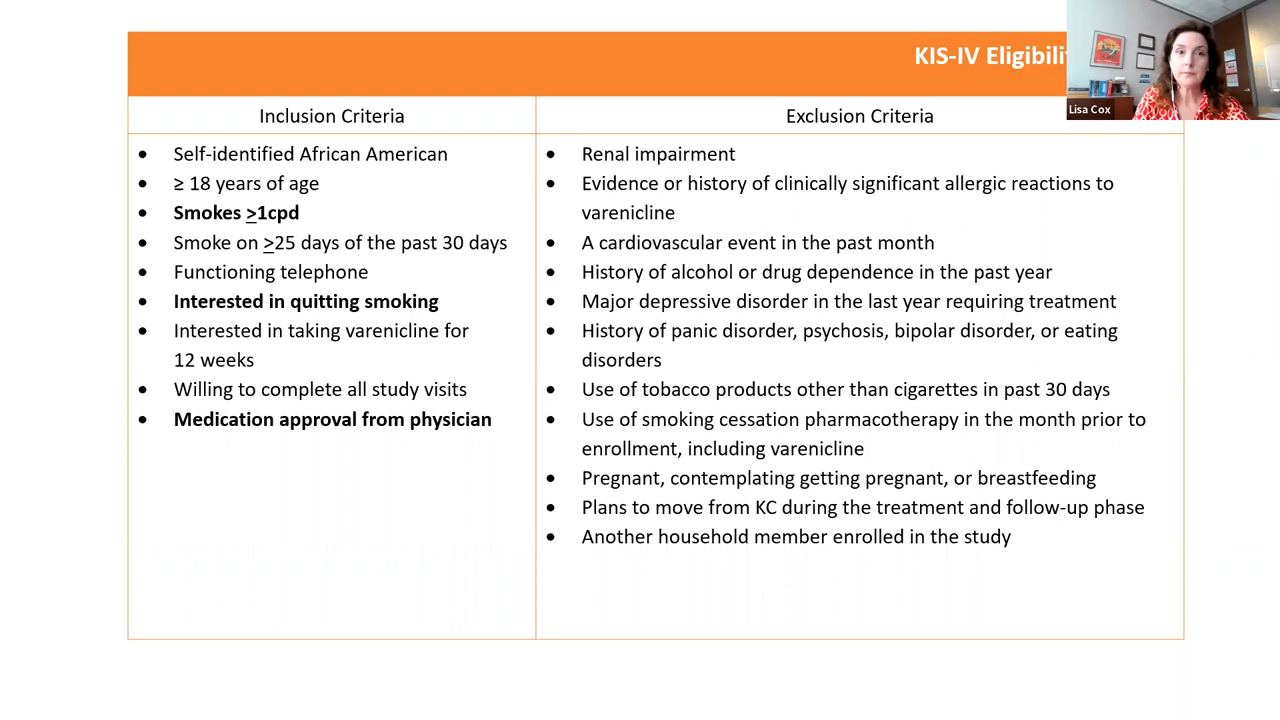 KIS-IV
Lisa Cox
Inclusion Criteria
Exclusion Criteria
• Self-identified African American
• ≥ 18 years of age
• Smokes ≥1cpd
• Smoke on ≥25 days of the past 30 days
• Functioning telephone
• Interested in quitting smoking
• Interested in taking varenicline for
12 weeks
• Willing to complete all study visits
• Medication approval from physician
• Renal impairment
• Evidence or history of clinically significant allergic reactions to
varenicline
• A cardiovascular event in the past month
• History of alcohol or drug dependence in the past year
• Major depressive disorder in the last year requiring treatment
• History of panic disorder, psychosis, bipolar disorder, or eating
disorders
• Use of tobacco products other than cigarettes in past 30 days
• Use of smoking cessation pharmacotherapy in the month prior to
enrollment, including varenicline
• Pregnant, contemplating getting pregnant, or breastfeeding
• Plans to move from KC during the treatment and follow-up phase
• Another household member enrolled in the study